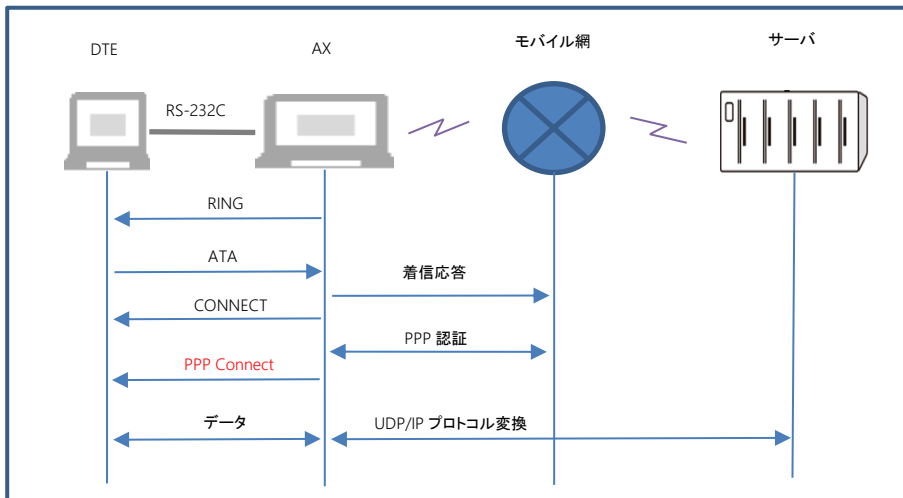 DTE
AX
モバイル網
サーバ
RS-232C
RING
ATA
着信応答
CONNECT
PPP 認証
PPP Connect
データ
UDP/IP プロトコル変換